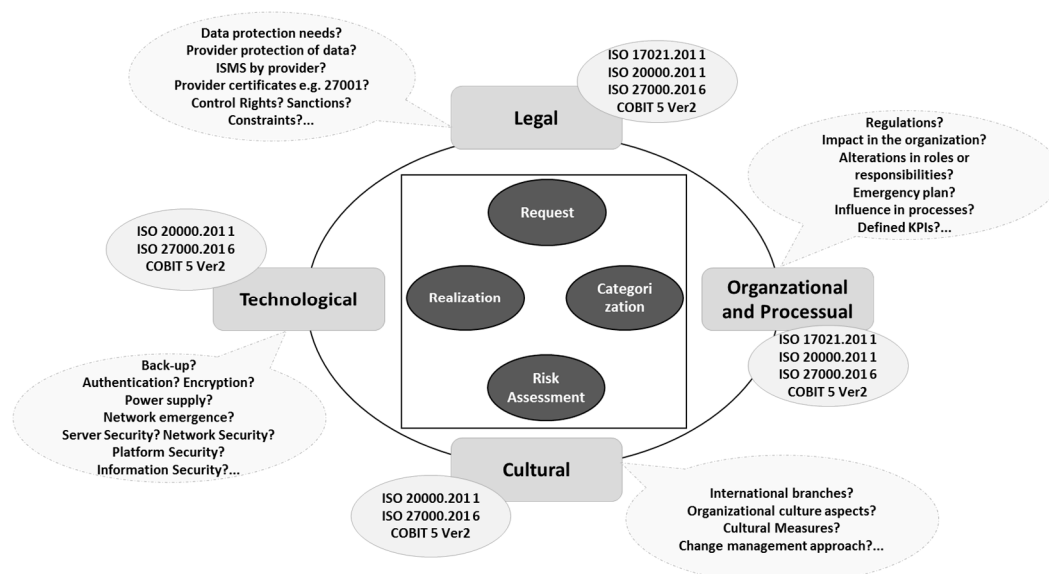 Data protection needs?
Provider protection of data?
ISMS by provider?
Provider certificates e.g. 27001?
Control Rights? Sanctions?
Constraints?...
ISO 17021.2011
ISO 20000.2011
ISO 27000.2016
COBIT 5 Ver2
Legal
Regulations?
Impact in the organization?
Alterations in roles or
responsibilities?
Emergency plan?
Influence in processes?
Defined KPIs?...
Request
ISO 20000.2011
ISO 27000.2016
COBIT 5 Ver2
Technological
Realization
Categori
zation
Organzational
and Processual
ISO 17021.2011
ISO 20000.2011
ISO 27000.2016
COBIT 5 Ver2
Back-up?
Authentication? Encryption?
Power supply?
Network emergence?
Server Security? Network Security?
Platform Security?
Information Security?...
Risk
Assessment
Cultural
ISO 20000.2011
ISO 27000.2016
COBIT 5 Ver2
International branches?
Organizational culture aspects?
Cultural Measures?
Change management approach?...